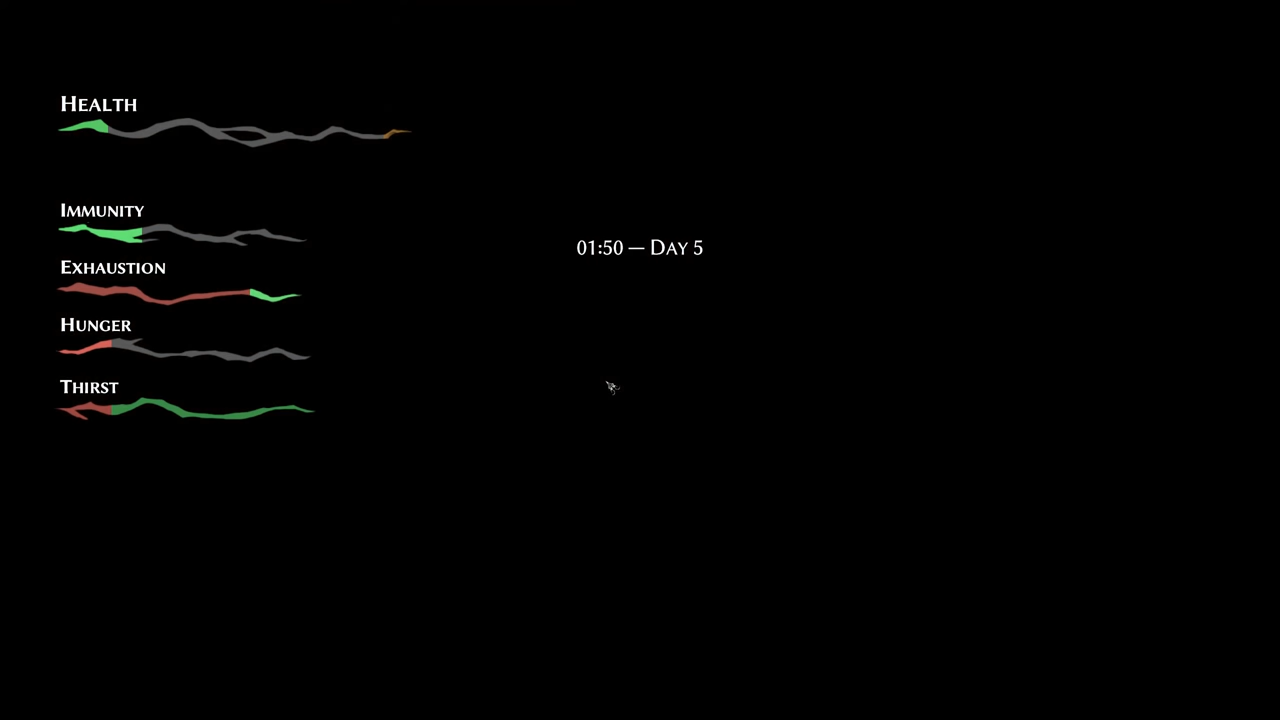 Health
Immunity
Exhaustion
Hunger
Thirst
01:50 — Day 5